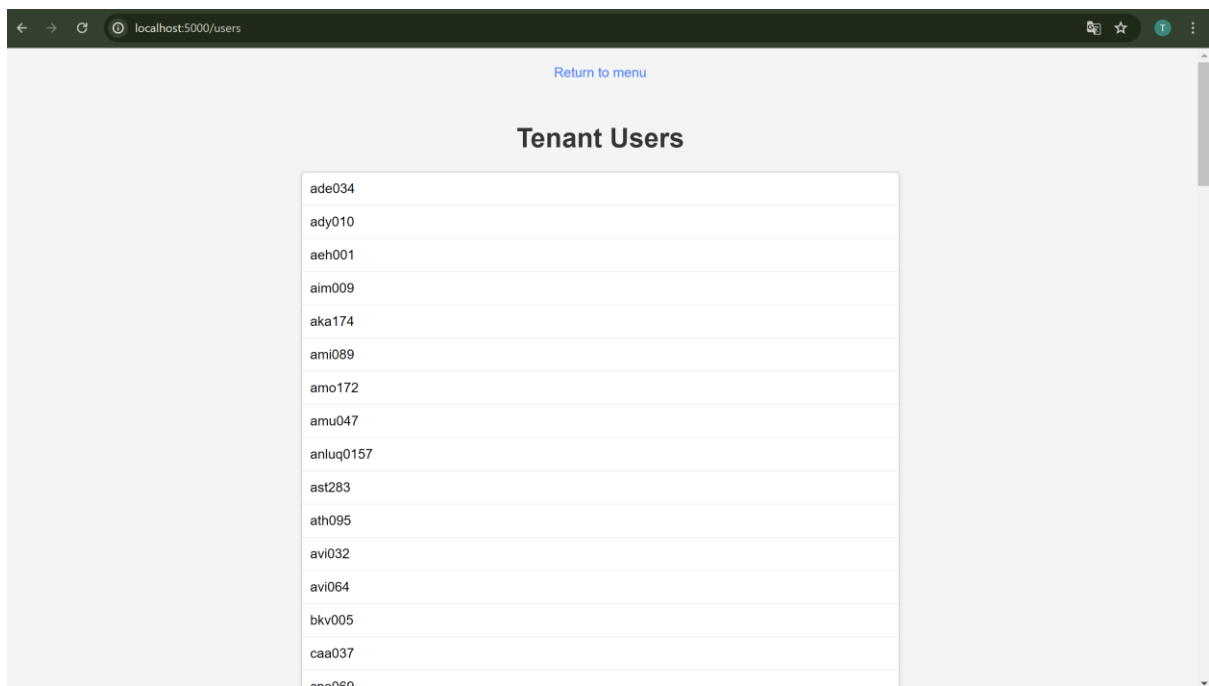 localhost:5000/users
T
Return to menu
Tenant Users
ade034
ady010
aeh001
aim009
aka174
ami089
amo172
amu047
anluq0157
ast283
ath095
avi032
avi064
bkv005
caa037